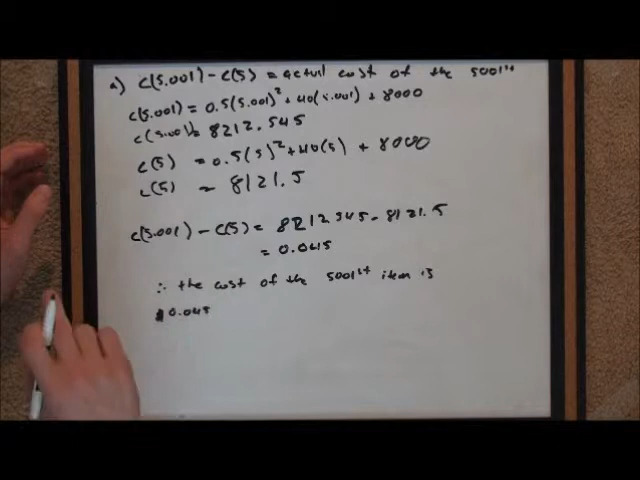 a) C(5.001) - C(5) = actual cost of the 5001st
C(5.001) = 0.5(5.001)² + 40(5.001) + 8000
C(5.001) = 8212.545
C(5) = 0.5(5)² + 40(5) + 8000
C(5) = 8121.5
C(5.001) - C(5) = 8212.545 - 8121.5
= 0.045
∴ the cost of the 5001st item is
0.045